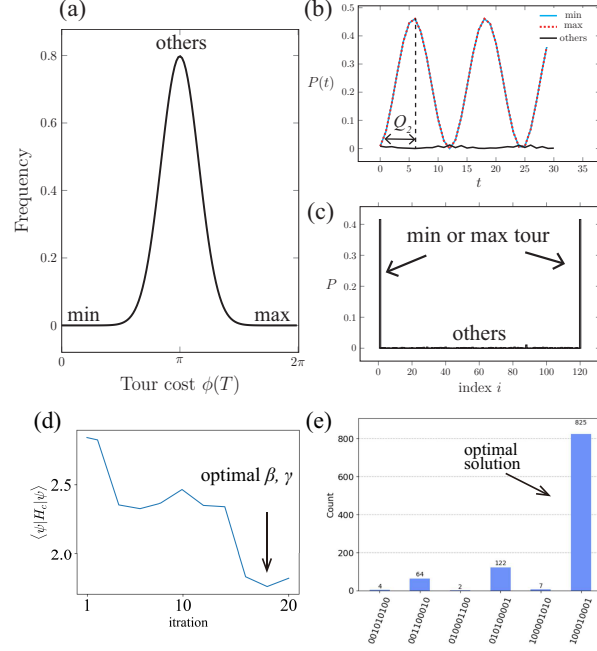 (a)
others
Frequency
0.8
0.6
0.4
0.2
0
min
max
0
π
2π
Tour cost ϕ(T)
(b)
0.5
0.4
0.3
0.2
0.1
0
P(t)
min
max
others
Q₂
0 5 10 15 20 25 30 35
t
(c)
0.4
0.3
0.2
0.1
0
P
min or max tour
others
0 20 40 60 80 100 120
index i
(d)
⟨ψ|H_c|ψ⟩
2.5
2.0
optimal β, γ
1 10 20
itration
(e)
Count
800
600
400
200
0
optimal
solution
4
64
2
122
7
825
001010100
001100010
010001100
010100001
100001010
100010001